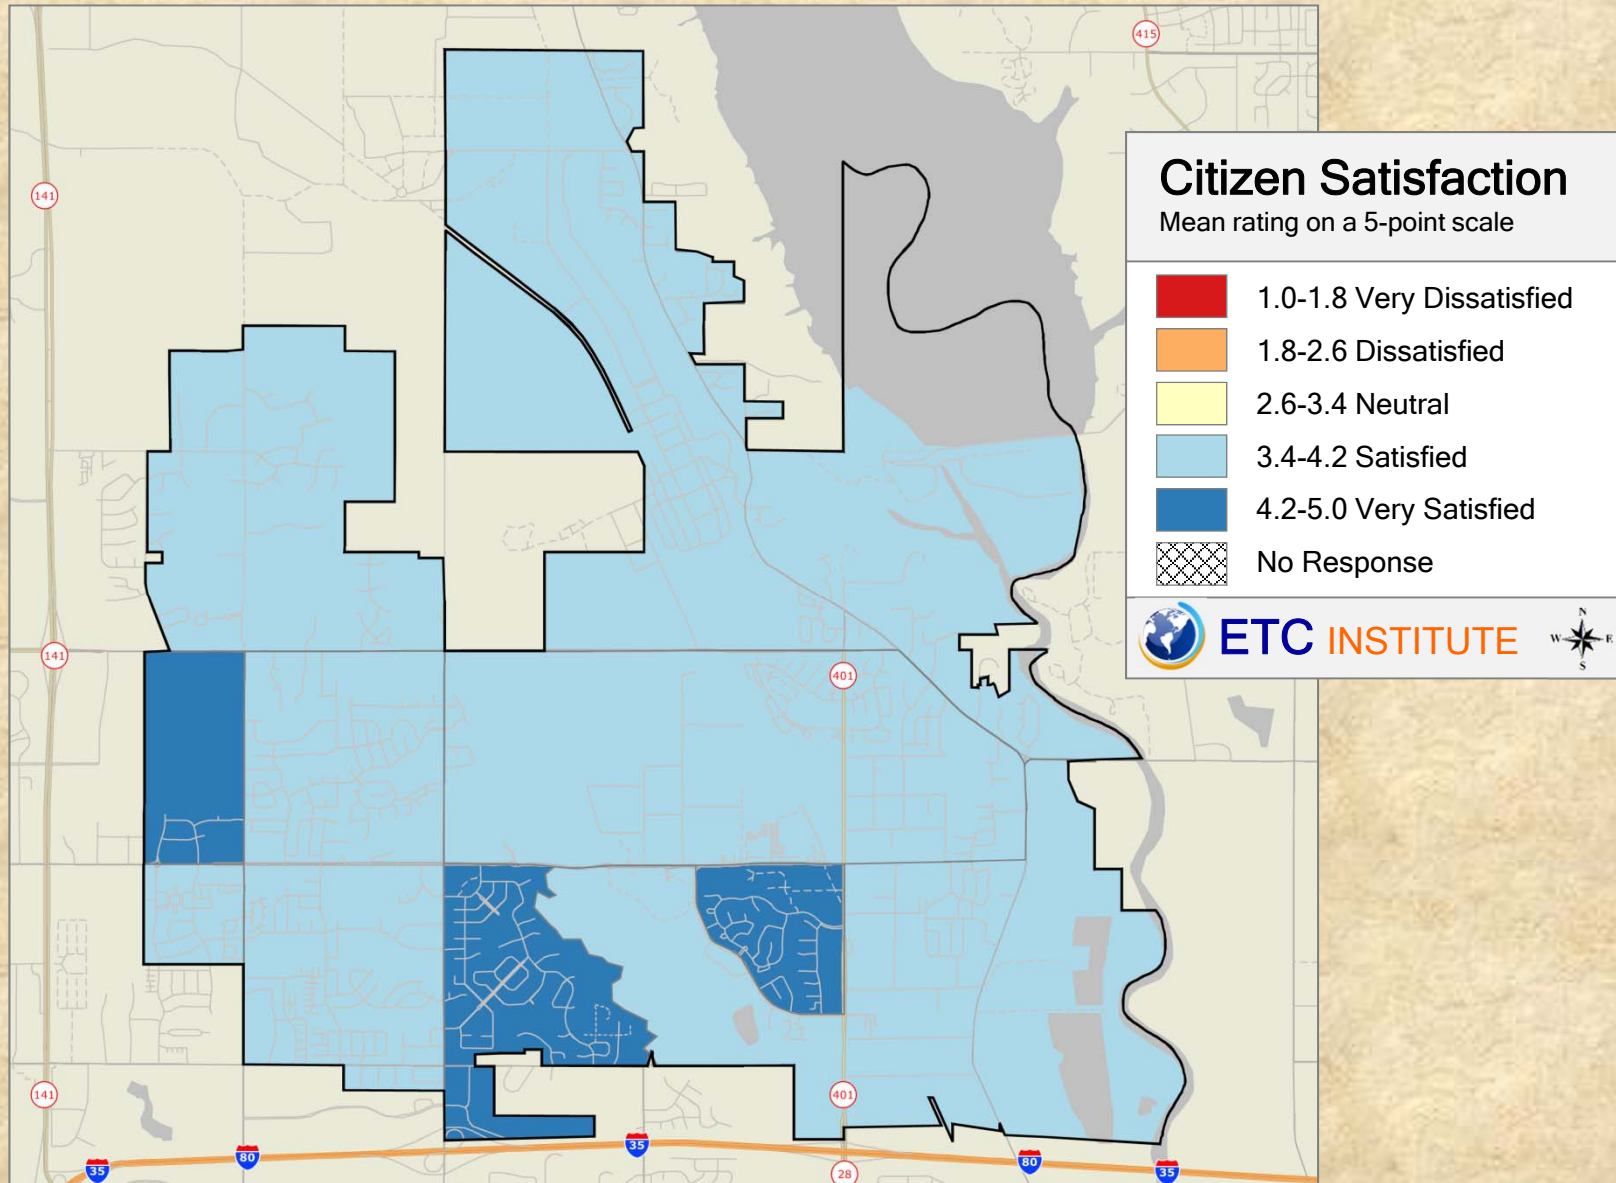 415
141
Citizen Satisfaction
Mean rating on a 5-point scale
1.0-1.8 Very Dissatisfied
1.8-2.6 Dissatisfied
2.6-3.4 Neutral
3.4-4.2 Satisfied
4.2-5.0 Very Satisfied
No Response
ETC INSTITUTE
N
W E
S
141
401
141
401
35
80
35
80
35
28